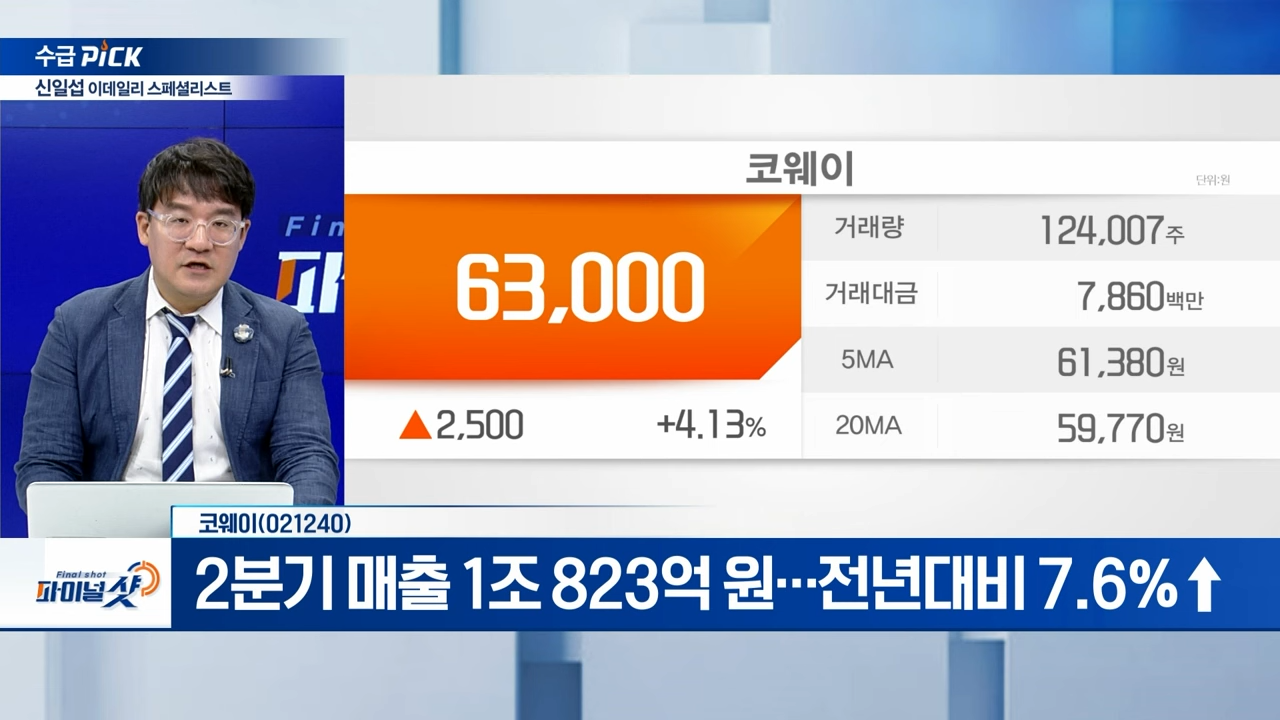 수급 PiCK
신일섭 이데일리 스페셜리스트
Fin
파
코웨이
단위:원
63,000
▲2,500 +4.13%
거래량 124,007주
거래대금 7,860백만
5MA 61,380원
20MA 59,770원
코웨이(021240)
Final shot
파이널샷
2분기 매출 1조 823억 원…전년대비 7.6%↑